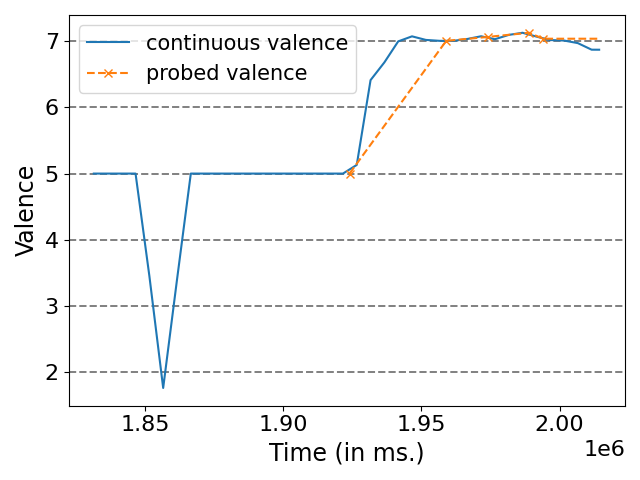 continuous valence
probed valence
Valence
7
6
5
4
3
2
1.85
1.90
1.95
2.00
1e6
Time (in ms.)